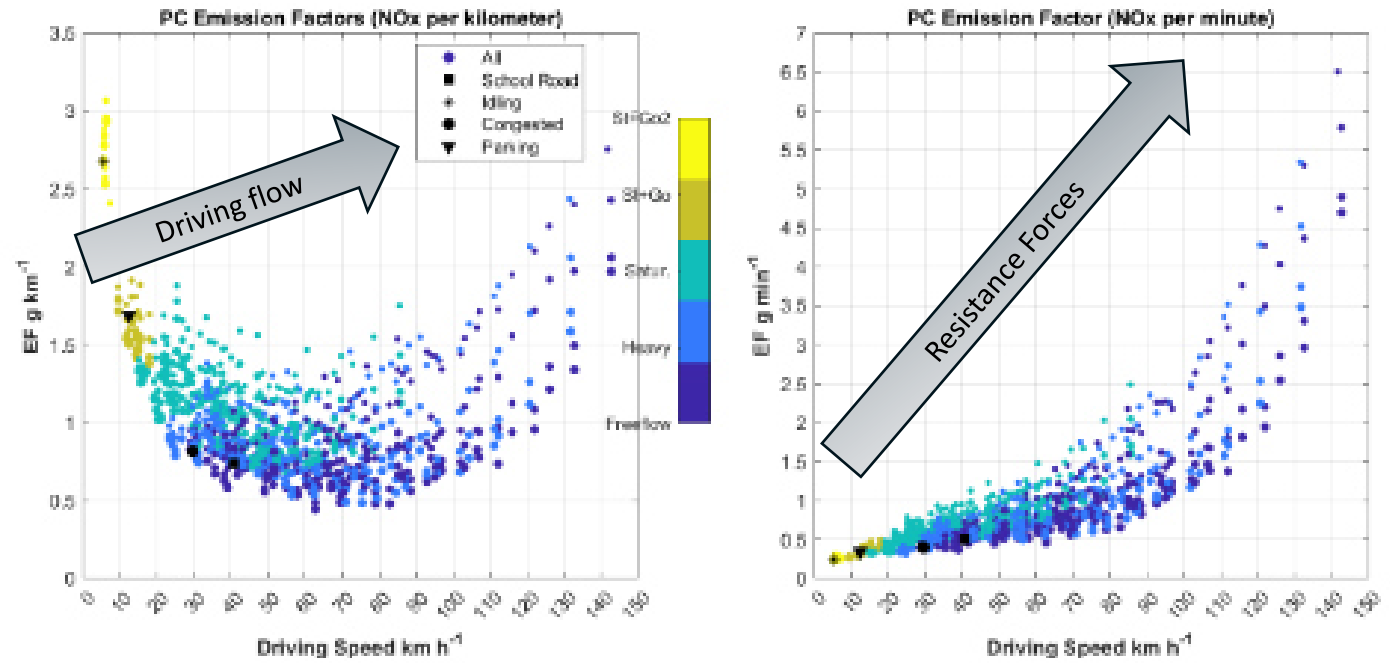 PC Emission Factors (NOx per kilometer)
3.5
3
2.5
2
1.5
1
0.5
0
EF g km⁻¹
0 10 20 30 40 50 60 70 80 90 100 110 120 130 140 150
Driving Speed km h⁻¹
Driving flow
All
School Road
Idling
Congested
Parking
St+Go2
St+Go
Satur.
Heavy
Freeflow
PC Emission Factor (NOx per minute)
7
6.5
6
5.5
5
4.5
4
3.5
3
2.5
2
1.5
1
0.5
0
EF g min⁻¹
0 10 20 30 40 50 60 70 80 90 100 110 120 130 140 150
Driving Speed km h⁻¹
Resistance Forces